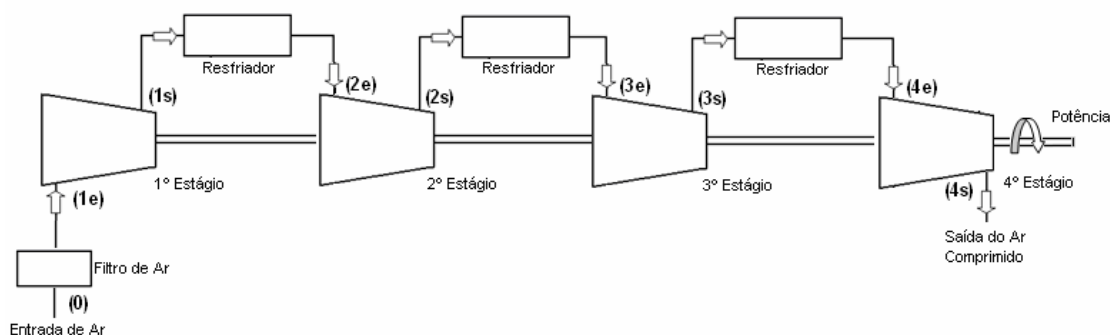 Resfriador
Resfriador
Resfriador
(1s)
(2e)
(2s)
(3e)
(3s)
(4e)
Potência
1º Estágio
2º Estágio
3º Estágio
4º Estágio
(1e)
(4s)
Saída do Ar
Comprimido
Filtro de Ar
(0)
Entrada de Ar